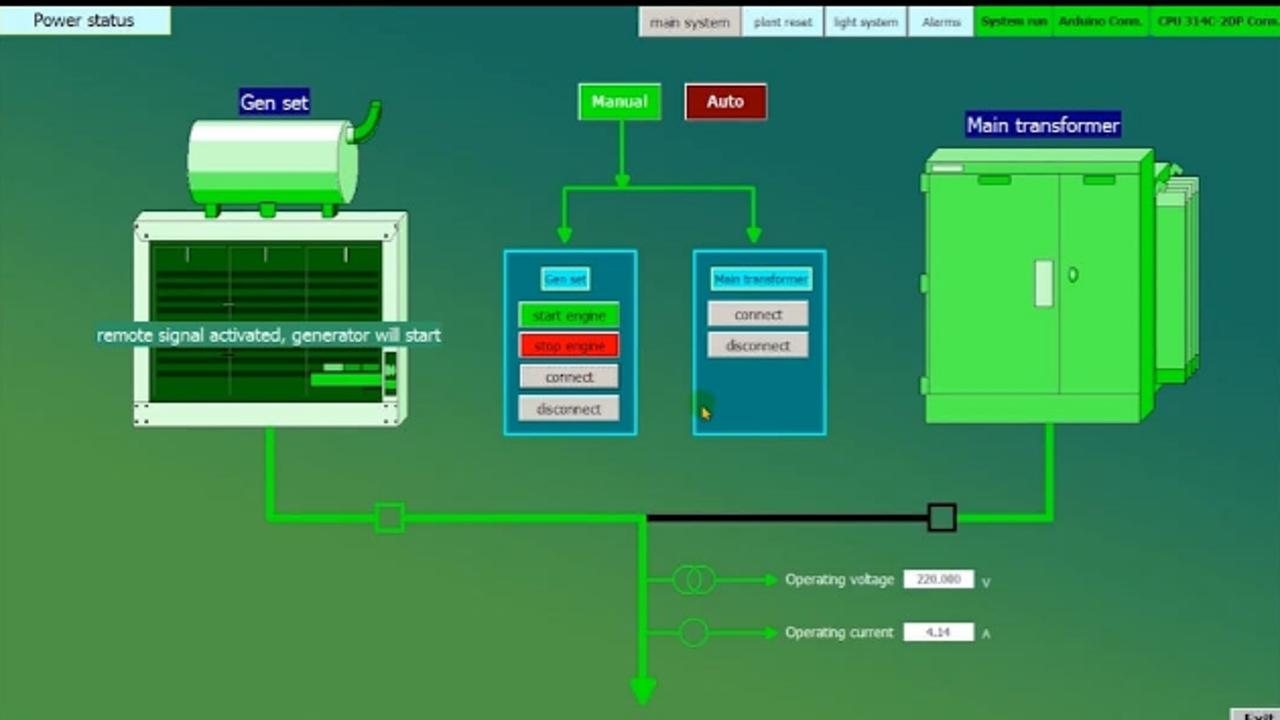 Power status
main system
plant reset
light system
Alarms
System run
Arduino Conn.
CPU 314C-2DP Conn.
Gen set
Manual
Auto
Main transformer
Gen set
Main transformer
start engine
connect
remote signal activated, generator will start
stop engine
disconnect
connect
disconnect
Operating voltage 220.000 V
Operating current 4.14 A
Exit